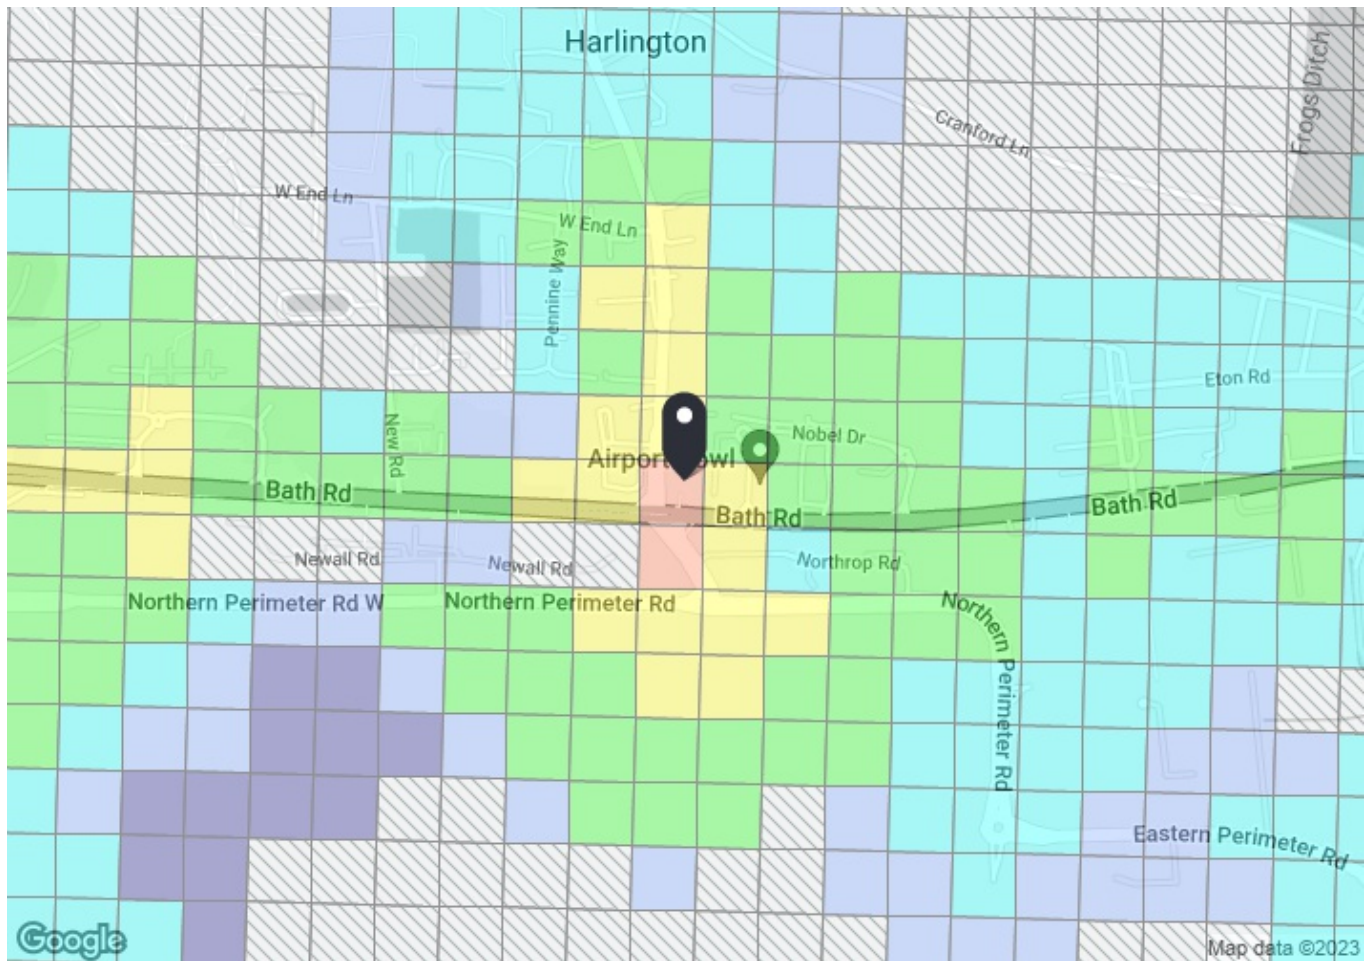 Harlington
Frogs Ditch
Cranford Ln
W End Ln
W End Ln
Pennine Way
Eton Rd
New Rd
Nobel Dr
Airport Bowl
Bath Rd
Bath Rd
Bath Rd
Newall Rd
Newall Rd
Northrop Rd
Northern Perimeter Rd W
Northern Perimeter Rd
Northern Perimeter Rd
Eastern Perimeter Rd
Google
Map data ©2023